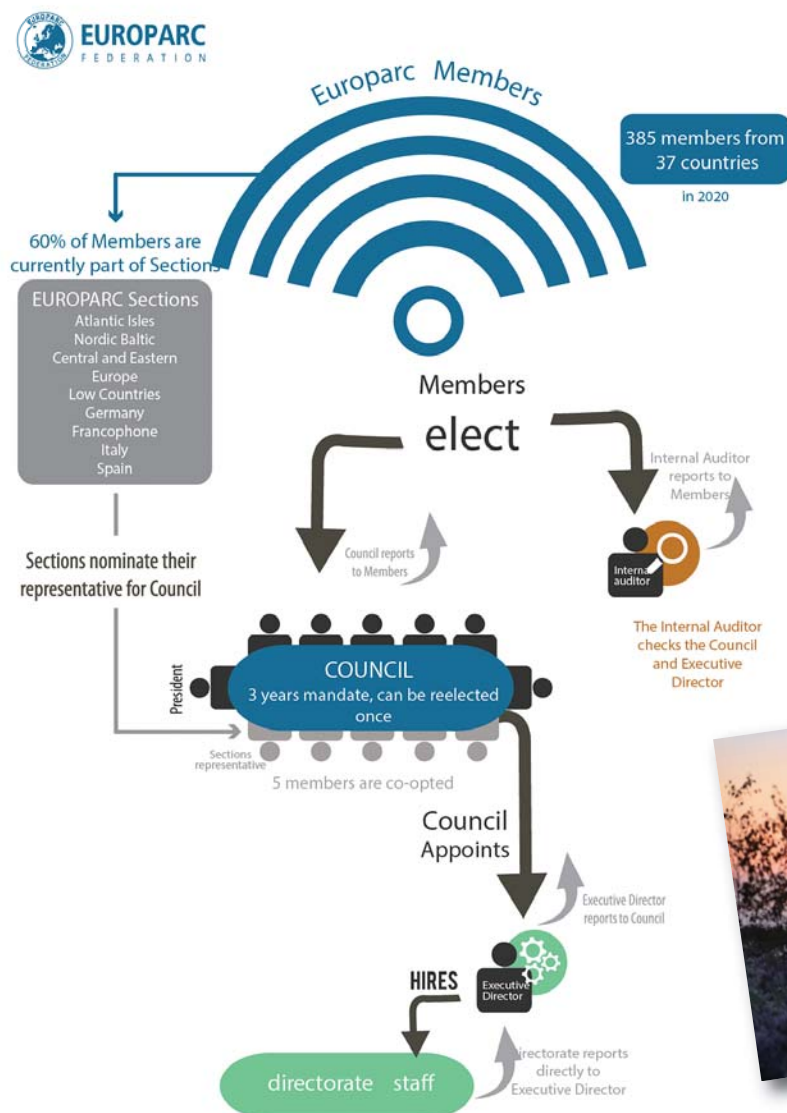 EUROPARC
FEDERATION
Europarc Members
385 members from
37 countries
in 2020
60% of Members are
currently part of Sections
EUROPARC Sections
Atlantic Isles
Nordic Baltic
Central and Eastern
Europe
Low Countries
Germany
Francophone
Italy
Spain
Members
elect
Internal Auditor
reports to
Members
Council reports
to Members
Internal
auditor
The Internal Auditor
checks the Council
and Executive
Director
Sections nominate their
representative for Council
President
COUNCIL
3 years mandate, can be reelected
once
Sections
representative
5 members are co-opted
Council
Appoints
Executive Director
reports to Council
HIRES
Executive
Director
directorate staff
Directorate reports
directly to
Executive Director